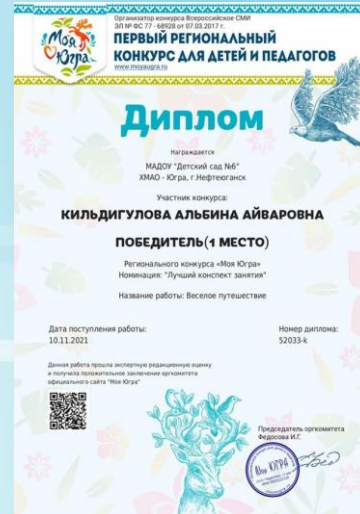 Моя
Югра
Организатор конкурса Всероссийское СМИ
ЭЛ № ФС 77 - 68928 от 07.03.2017 г.
ПЕРВЫЙ РЕГИОНАЛЬНЫЙ
КОНКУРС ДЛЯ ДЕТЕЙ И ПЕДАГОГОВ
www.moyaugra.ru
Диплом
Награждается
МАДОУ "Детский сад №6"
ХМАО - Югра, г.Нефтеюганск
Участник конкурса:
КИЛЬДИГУЛОВА АЛЬБИНА АЙВАРОВНА
ПОБЕДИТЕЛЬ(1 МЕСТО)
Регионального конкурса «Моя Югра»
Номинация: "Лучший конспект занятия"
Название работы: Веселое путешествие
Дата поступления работы:
10.11.2021
Номер диплома:
52033-k
Данная работа прошла экспертную редакционную оценку
и получила положительное заключение оргкомитета
официального сайта "Моя Югра"
Председатель оргкомитета
Федосова И.Г.
Моя ЮГРА